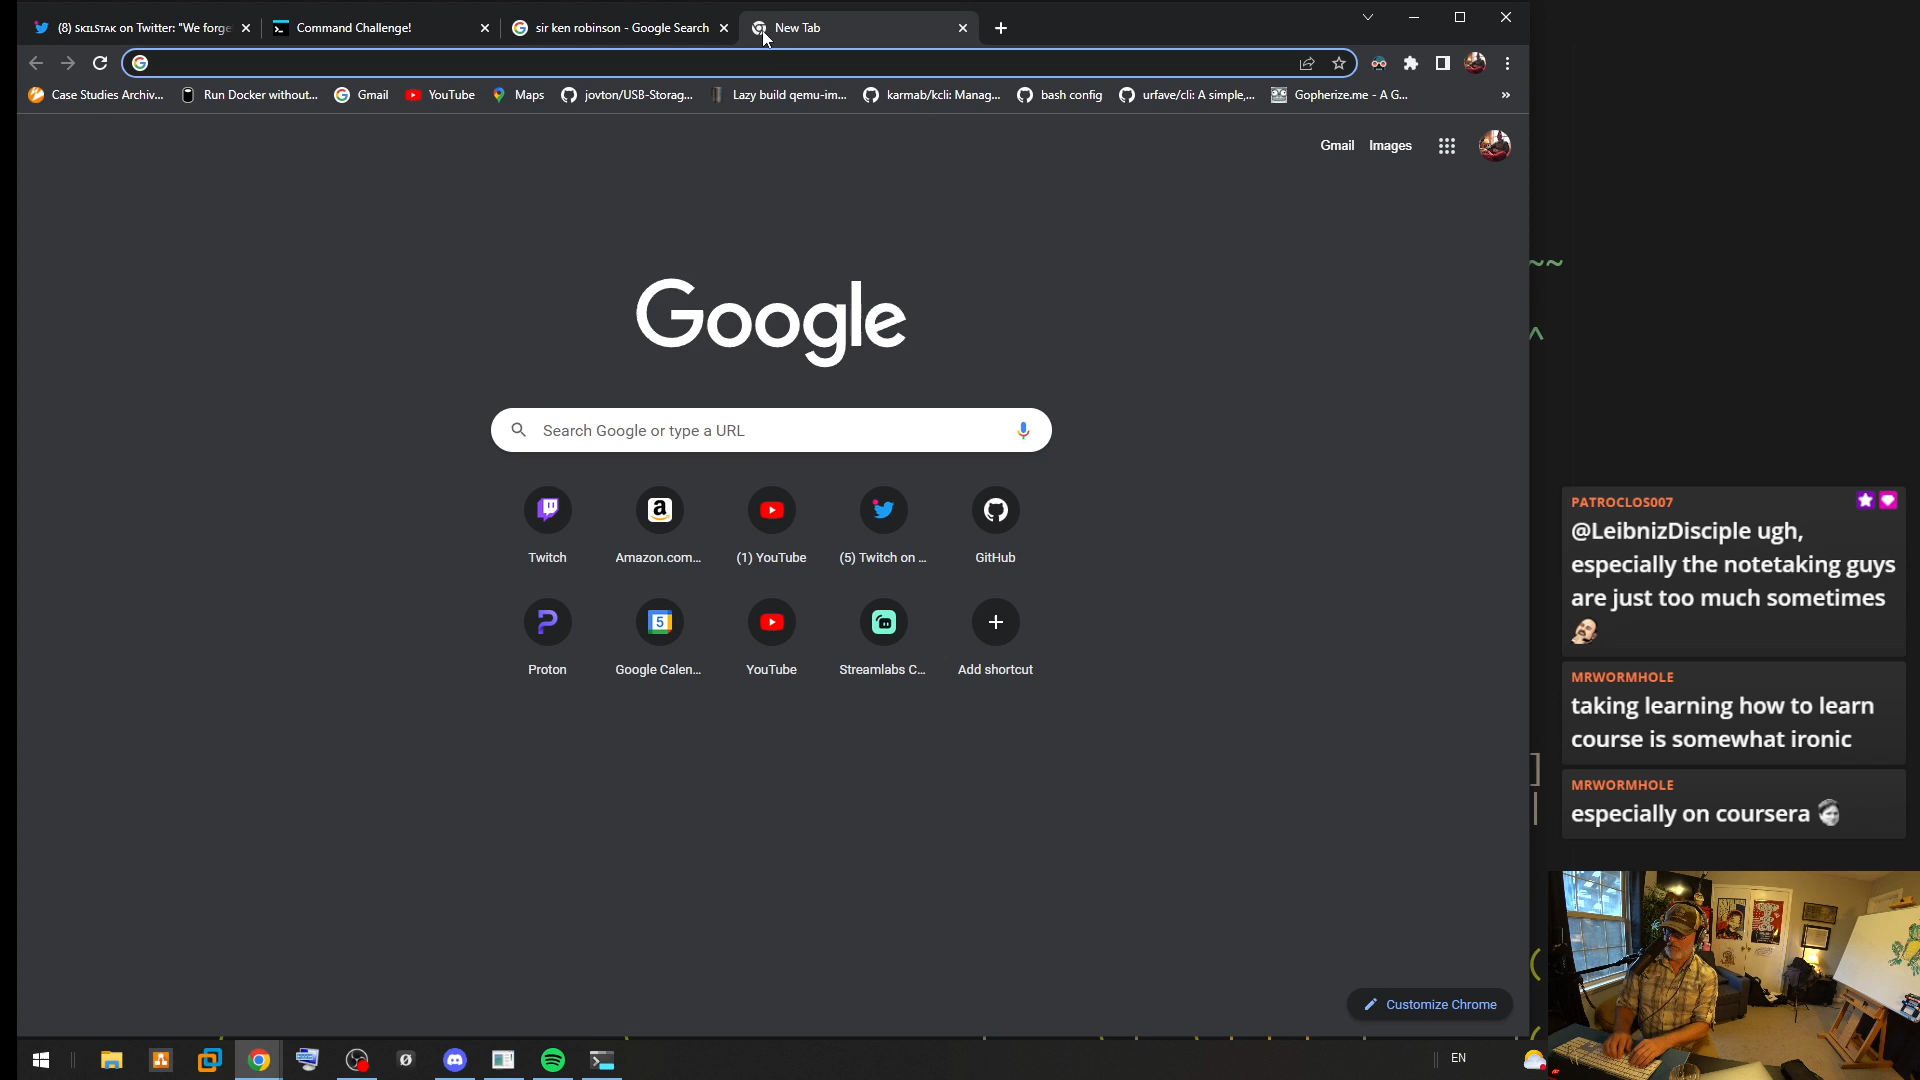 (8) sᴋɪʟsᴛᴀᴋ on Twitter: "We forge
Command Challenge!
sir ken robinson - Google Search
New Tab
Case Studies Archiv...
Run Docker without...
Gmail
YouTube
Maps
jovton/USB-Storag...
Lazy build qemu-im...
karmab/kcli: Manag...
bash config
urfave/cli: A simple,...
Gopherize.me - A G...
»
Gmail
Images
Google
Search Google or type a URL
Twitch
Amazon.com...
(1) YouTube
(5) Twitch on ...
GitHub
Proton
5
Google Calen...
YouTube
Streamlabs C...
Add shortcut
Customize Chrome
~~
^
]
|
(
(
PATROCLOS007
@LeibnizDisciple ugh,
especially the notetaking guys
are just too much sometimes
MRWORMHOLE
taking learning how to learn
course is somewhat ironic
MRWORMHOLE
especially on coursera
EN